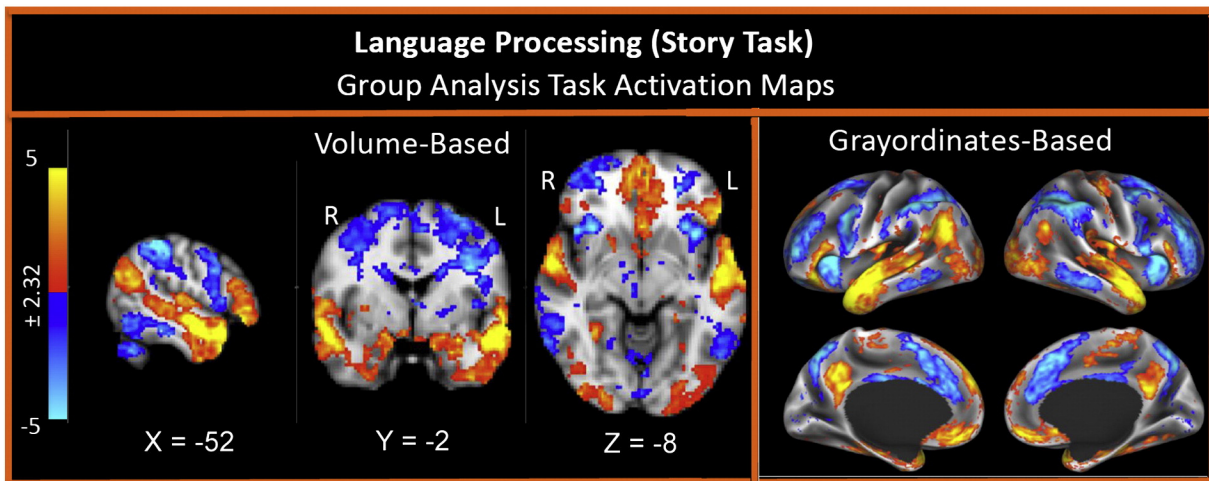 Language Processing (Story Task)
Group Analysis Task Activation Maps
Volume-Based
Grayordinates-Based
5
± 2.32
-5
R
L
R
L
X = -52
Y = -2
Z = -8